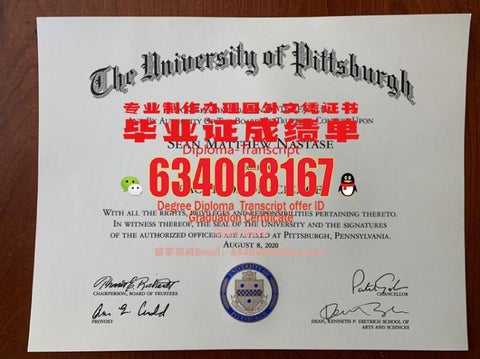 The University of Pittsburgh
专业制作办理国外文凭证书
毕业证成绩单
Sean Matthew Nastase
Diploma-Transcript
634068167
Degree Diploma Transcript offer ID
Graduation Certificate
With all the rights, privileges and responsibilities pertaining thereto.
In witness thereof, the seal of the University and the signatures
of the authorized officers are affixed at Pittsburgh, Pennsylvania.
August 8, 2020
CHAIRPERSON, BOARD OF TRUSTEES
CHANCELLOR
PROVOST
DEAN, KENNETH P. DIETRICH SCHOOL OF
ARTS AND SCIENCES